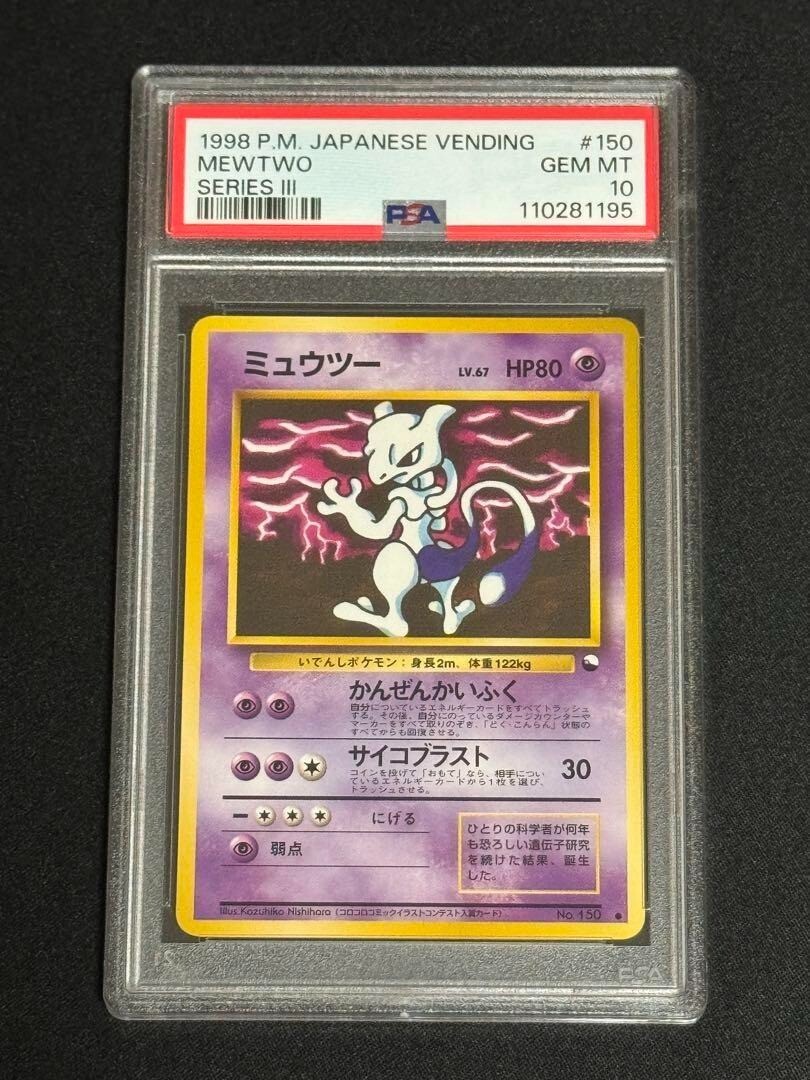 1998 P.M. JAPANESE VENDING #150
MEWTWO GEM MT
SERIES III 10
PSA 110281195
ミュウツー LV.67 HP80
いでんしポケモン：身長2m、体重122kg
かんぜんかいふく
自分についているエネルギーカードをすべてトラッシュ
する。その後、自分にのっているダメージカウンターや
マーカーをすべて取りのぞき、「どく・こんらん」状態の
すべてからも回復させる。
サイコブラスト 30
コインを投げて「おもて」なら、相手につい
ているエネルギーカードから1枚を選び、
トラッシュさせる。
にげる
弱点
ひとりの科学者が何年
も恐ろしい遺伝子研究
を続けた結果、誕生
した。
Illus.Kazuhiko Nishihara（コロコロコミックイラストコンテスト入賞カード） No.150
PSA